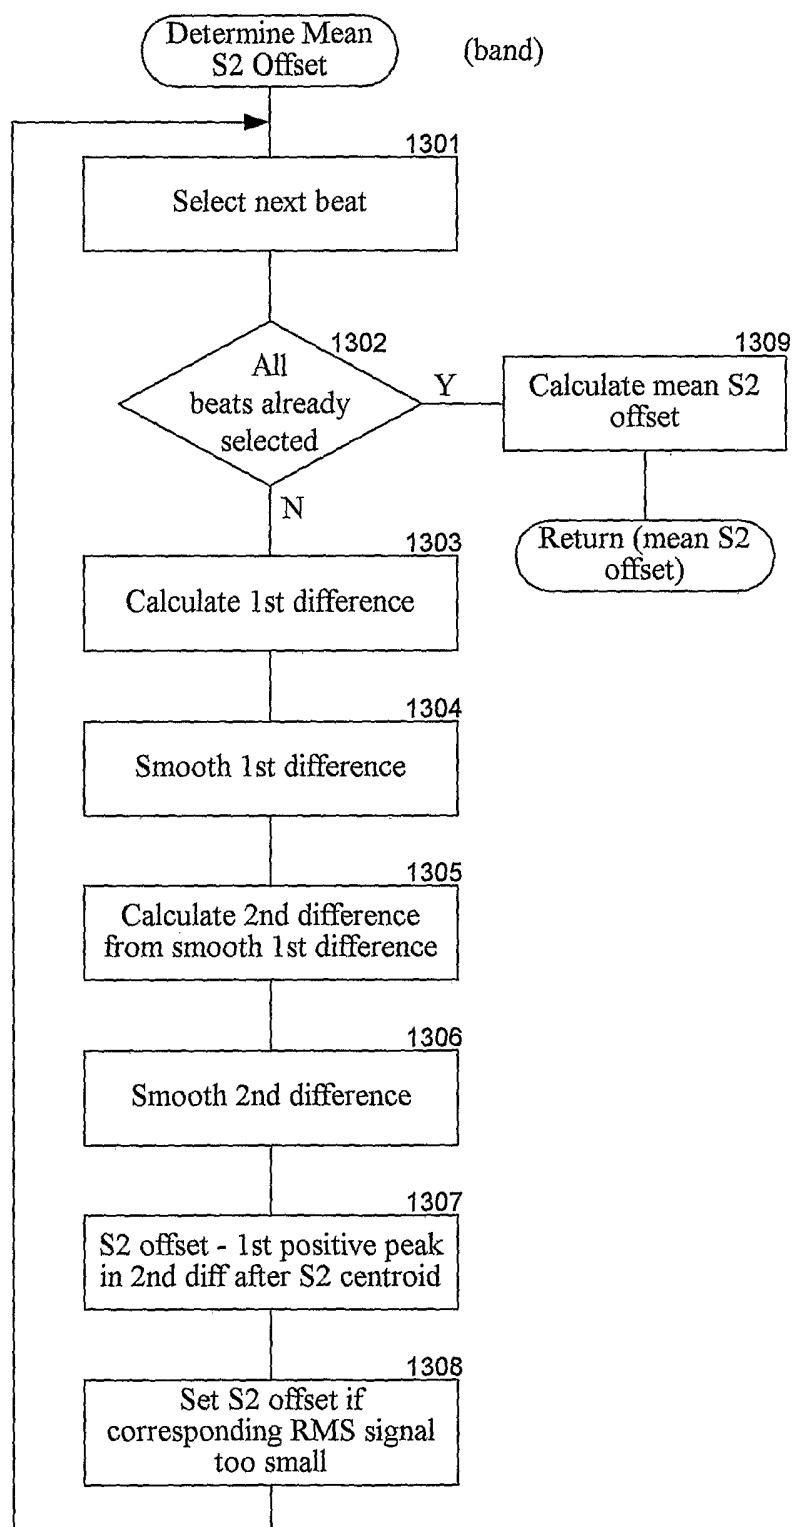 Determine Mean
S2 Offset
(band)
1301
Select next beat
1302
All
beats already
selected
Y
N
1309
Calculate mean S2
offset
Return (mean S2
offset)
1303
Calculate 1st difference
1304
Smooth 1st difference
1305
Calculate 2nd difference
from smooth 1st difference
1306
Smooth 2nd difference
1307
S2 offset - 1st positive peak
in 2nd diff after S2 centroid
1308
Set S2 offset if
corresponding RMS signal
too small